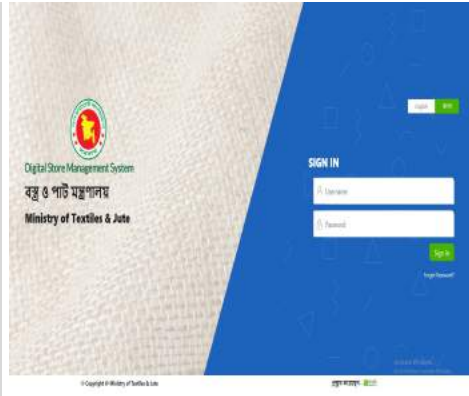 English বাংলা
Digital Store Management System
বস্ত্র ও পাট মন্ত্রণালয়
Ministry of Textiles & Jute
SIGN IN
Username
Password
Sign In
Forgot Password?
© Copyright @ Ministry of Textiles & Jute